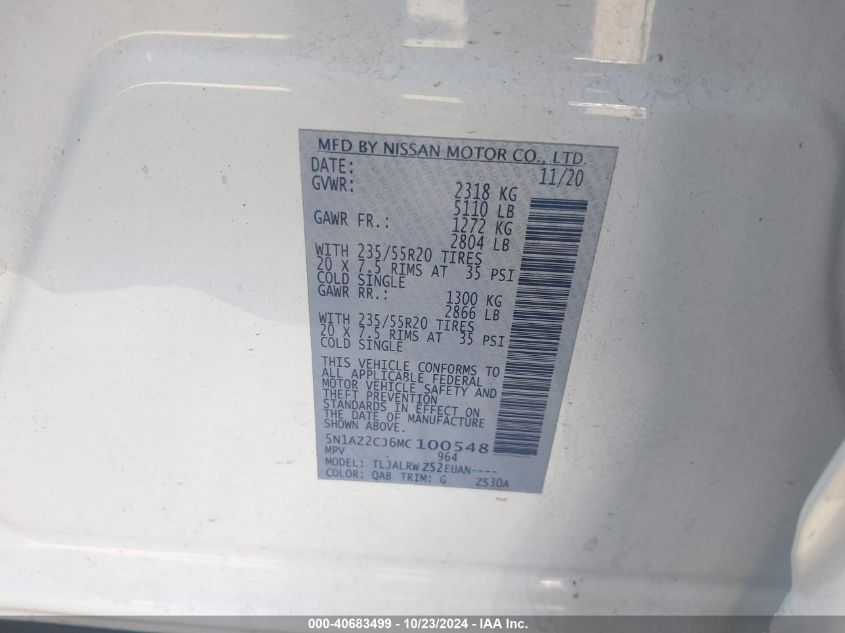 MFD BY NISSAN MOTOR CO., LTD.
DATE: 11/20
GVWR: 2318 KG
5110 LB
GAWR FR.: 1272 KG
2804 LB
WITH 235/55R20 TIRES
20 X 7.5 RIMS AT 35 PSI
COLD SINGLE
GAWR RR.: 1300 KG
2866 LB
WITH 235/55R20 TIRES
20 X 7.5 RIMS AT 35 PSI
COLD SINGLE
THIS VEHICLE CONFORMS TO
ALL APPLICABLE FEDERAL
MOTOR VEHICLE SAFETY AND
THEFT PREVENTION
STANDARDS IN EFFECT ON
THE DATE OF MANUFACTURE
SHOWN ABOVE.
5N1AZ2CJ6MC100548
MPV 964
MODEL: TLJALRWZ52EUAN----
COLOR: QAB TRIM: G Z530A
000-40683499 / 10/23/2024 - IAA Inc.